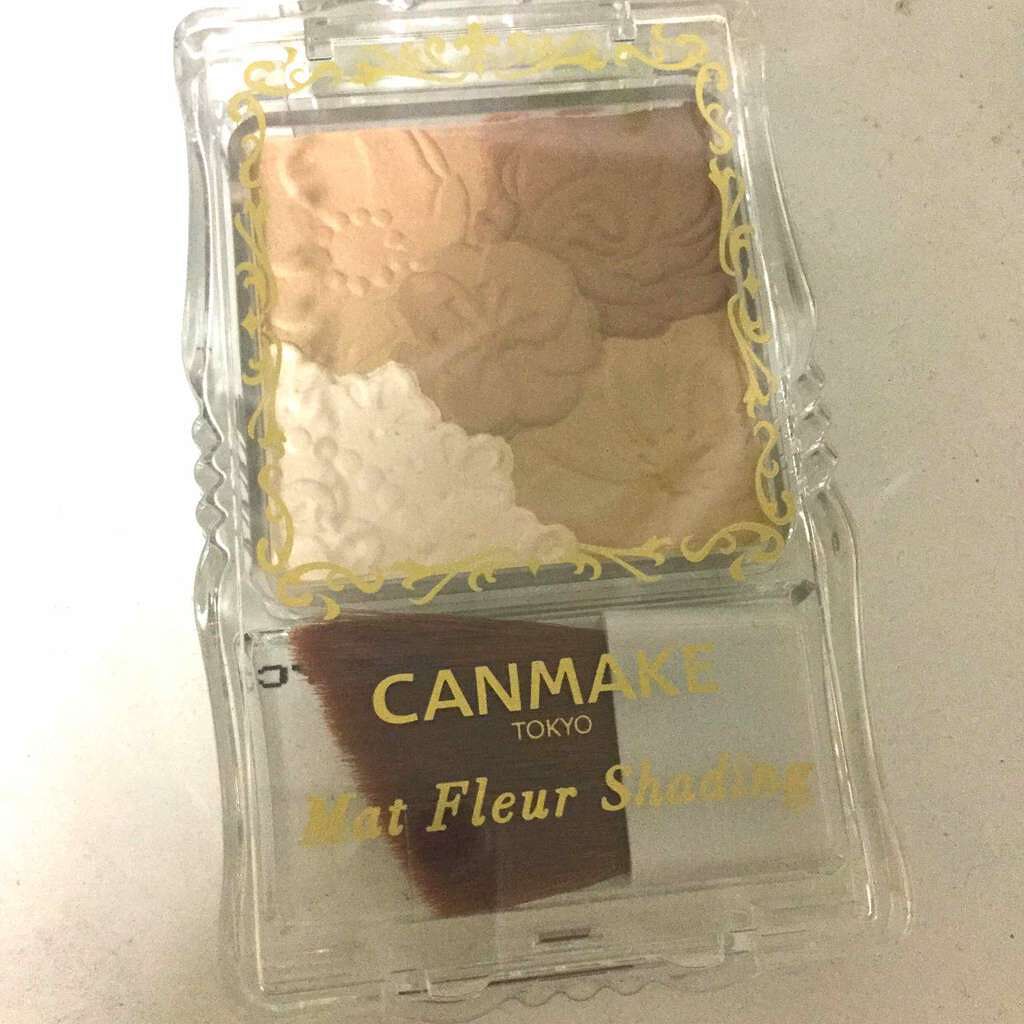 CANMAKE
TOKYO
Mat Fleur Shading